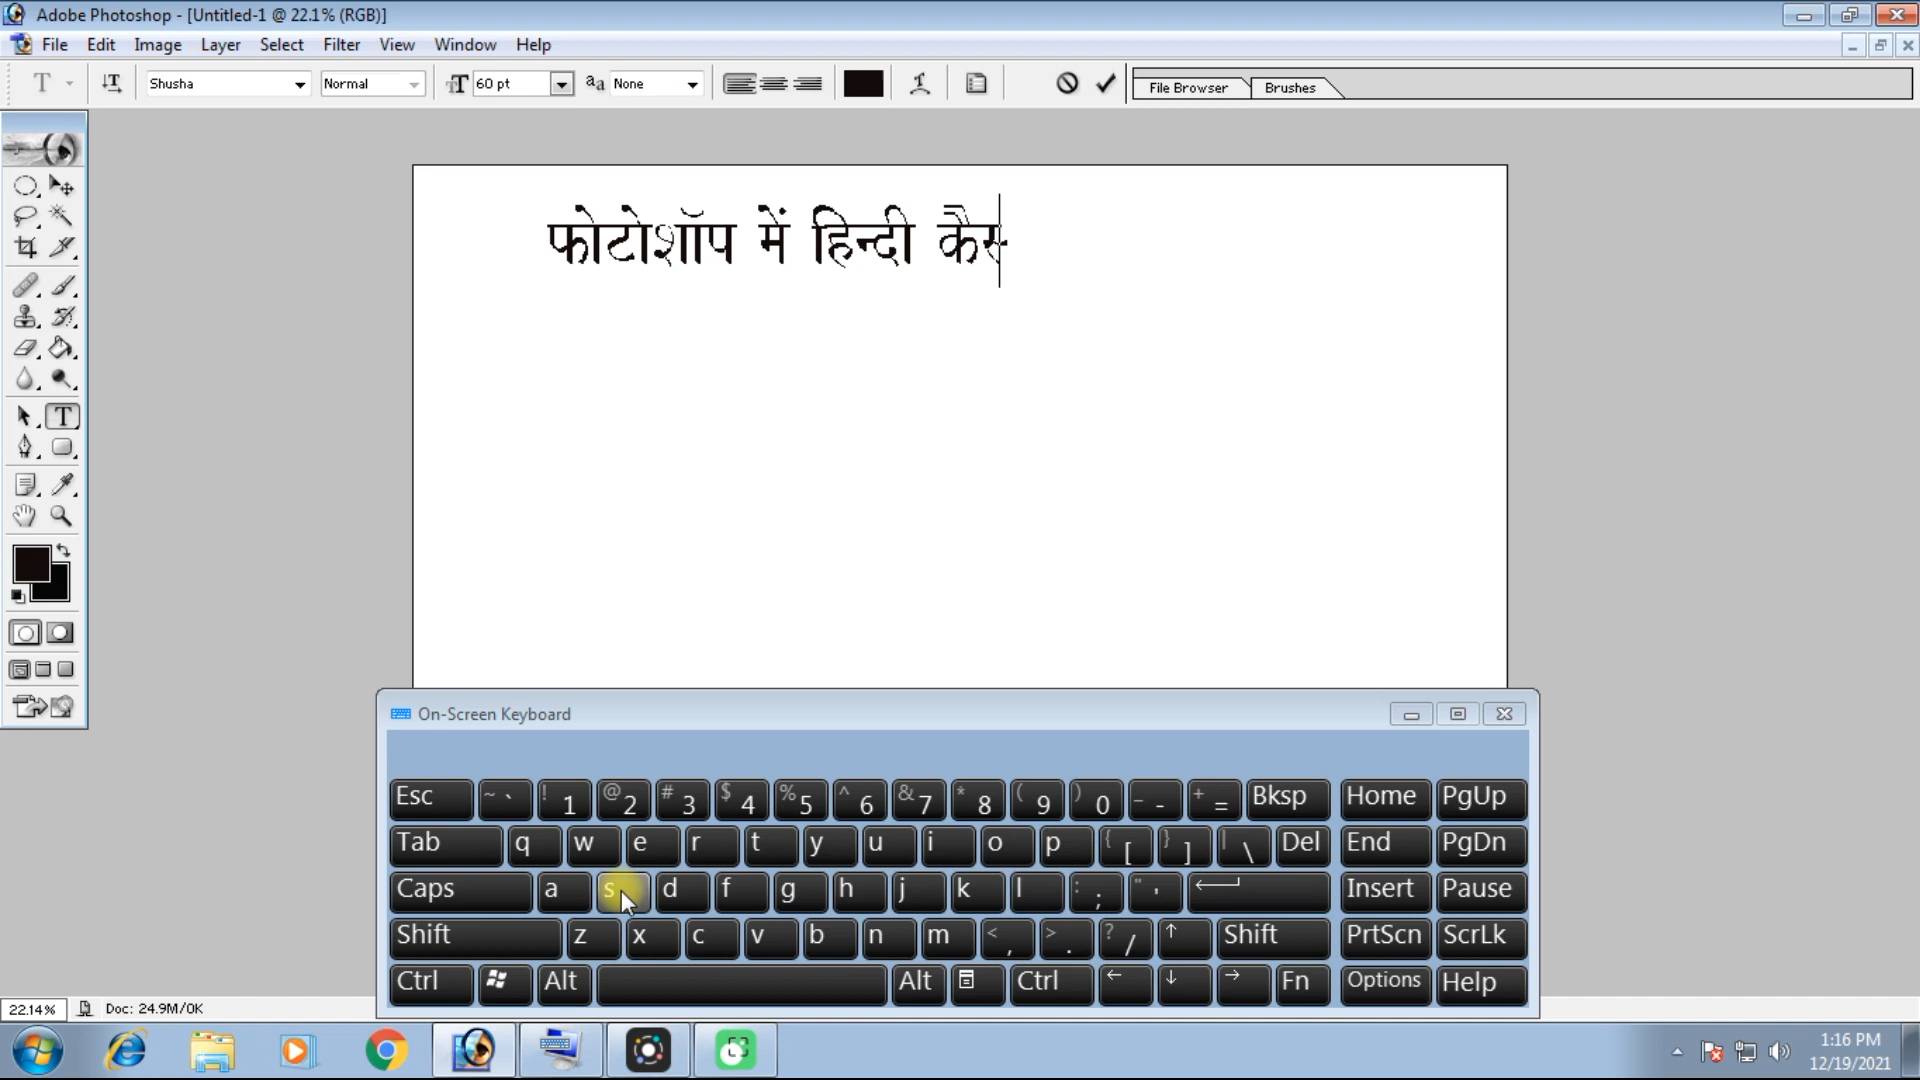 Adobe Photoshop - [Untitled-1 @ 22.1% (RGB)]
File Edit Image Layer Select Filter View Window Help
Shusha Normal 60 pt aa None File Browser Brushes
फोटोशॉप में हिन्दी कैस्
On-Screen Keyboard
Esc ~ ` ! 1 @ 2 # 3 $ 4 % 5 ^ 6 & 7 * 8 ( 9 ) 0 _ - + = Bksp Home PgUp
Tab q w e r t y u i o p { [ } ] | \ Del End PgDn
Caps a s d f g h j k l : ; " ' Insert Pause
Shift z x c v b n m < , > . ? / ↑ Shift PrtScn ScrLk
Ctrl Alt Alt Ctrl ← ↓ → Fn Options Help
22.14% Doc: 24.9M/0K
1:16 PM
12/19/2021